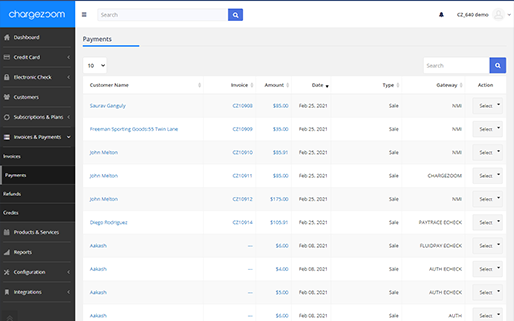 chargezoom
Search
CZ_640 demo
Dashboard
Credit Card
Electronic Check
Customers
Subscriptions & Plans
Invoices & Payments
Invoices
Payments
Refunds
Credits
Products & Services
Reports
Configuration
Integrations
Payments
10
Search
Customer Name Invoice Amount Date Type Gateway Action
Saurav Ganguly CZ10908 $85.00 Feb 25, 2021 Sale NMI Select
Freeman Sporting Goods:55 Twin Lane CZ10909 $35.00 Feb 25, 2021 Sale NMI Select
John Melton CZ10910 $85.91 Feb 25, 2021 Sale NMI Select
John Melton CZ10911 $85.00 Feb 25, 2021 Sale CHARGEZOOM Select
John Melton CZ10912 $175.00 Feb 25, 2021 Sale NMI Select
Diego Rodriguez CZ10914 $105.91 Feb 25, 2021 Sale PAYTRACE ECHECK Select
Aakash --- $6.00 Feb 08, 2021 Sale FLUIDPAY ECHECK Select
Aakash --- $4.00 Feb 08, 2021 Sale AUTH ECHECK Select
Aakash --- $5.00 Feb 08, 2021 Sale AUTH ECHECK Select
Aakash --- $6.00 Feb 08, 2021 Sale AUTH Select